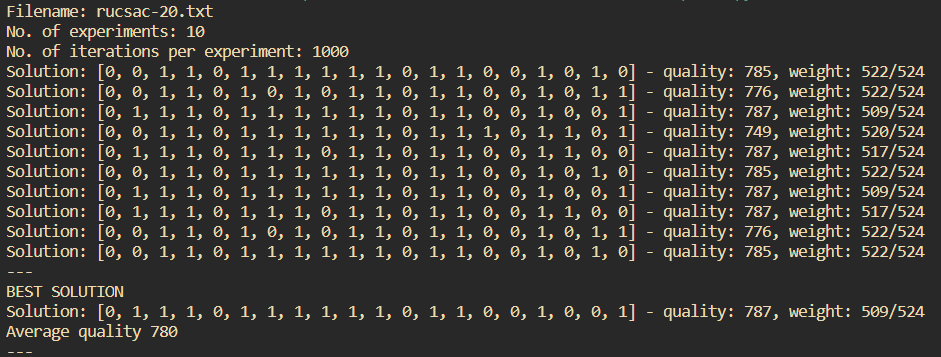 Filename: rucsac-20.txt
No. of experiments: 10
No. of iterations per experiment: 1000
Solution: [0, 0, 1, 1, 0, 1, 1, 1, 1, 1, 1, 0, 1, 1, 0, 0, 1, 0, 1, 0] - quality: 785, weight: 522/524
Solution: [0, 0, 1, 1, 0, 1, 0, 1, 0, 1, 1, 0, 1, 1, 0, 0, 1, 0, 1, 1] - quality: 776, weight: 522/524
Solution: [0, 1, 1, 1, 0, 1, 1, 1, 1, 1, 1, 0, 1, 1, 0, 0, 1, 0, 0, 1] - quality: 787, weight: 509/524
Solution: [0, 0, 1, 1, 0, 1, 1, 1, 1, 1, 1, 0, 1, 1, 1, 0, 1, 1, 0, 1] - quality: 749, weight: 520/524
Solution: [0, 1, 1, 1, 0, 1, 1, 1, 0, 1, 1, 0, 1, 1, 0, 0, 1, 1, 0, 0] - quality: 787, weight: 517/524
Solution: [0, 0, 1, 1, 0, 1, 1, 1, 1, 1, 1, 0, 1, 1, 0, 0, 1, 0, 1, 0] - quality: 785, weight: 522/524
Solution: [0, 1, 1, 1, 0, 1, 1, 1, 1, 1, 1, 0, 1, 1, 0, 0, 1, 0, 0, 1] - quality: 787, weight: 509/524
Solution: [0, 1, 1, 1, 0, 1, 1, 1, 0, 1, 1, 0, 1, 1, 0, 0, 1, 1, 0, 0] - quality: 787, weight: 517/524
Solution: [0, 0, 1, 1, 0, 1, 0, 1, 0, 1, 1, 0, 1, 1, 0, 0, 1, 0, 1, 1] - quality: 776, weight: 522/524
Solution: [0, 0, 1, 1, 0, 1, 1, 1, 1, 1, 1, 0, 1, 1, 0, 0, 1, 0, 1, 0] - quality: 785, weight: 522/524
---
BEST SOLUTION
Solution: [0, 1, 1, 1, 0, 1, 1, 1, 1, 1, 1, 0, 1, 1, 0, 0, 1, 0, 0, 1] - quality: 787, weight: 509/524
Average quality 780
---